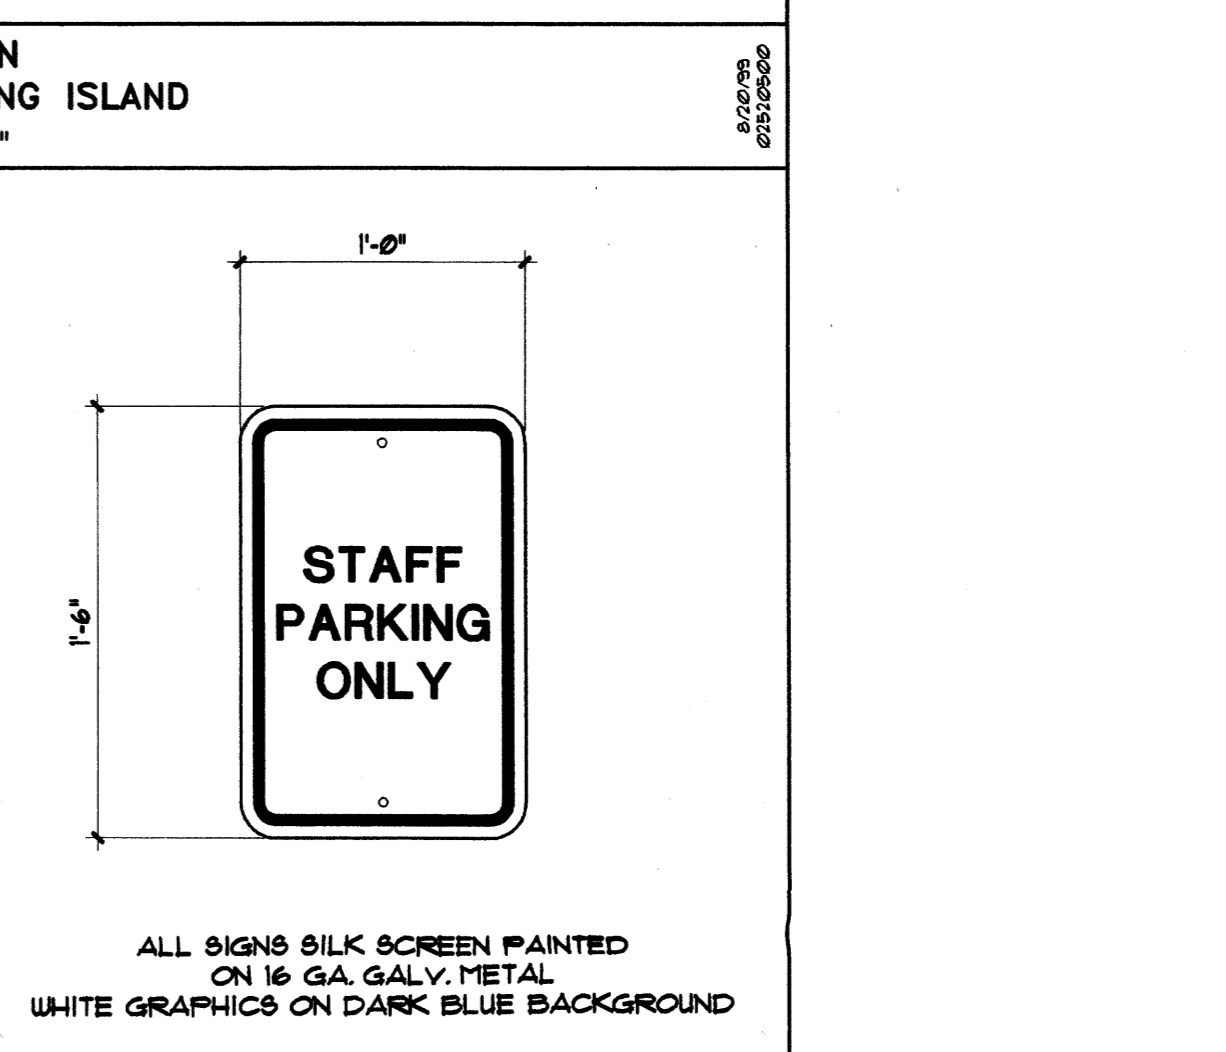 N
NG ISLAND
"
8/20/99
02520500
1'-0"
1'-6"
STAFF
PARKING
ONLY
ALL SIGNS SILK SCREEN PAINTED
ON 16 GA. GALV. METAL
WHITE GRAPHICS ON DARK BLUE BACKGROUND